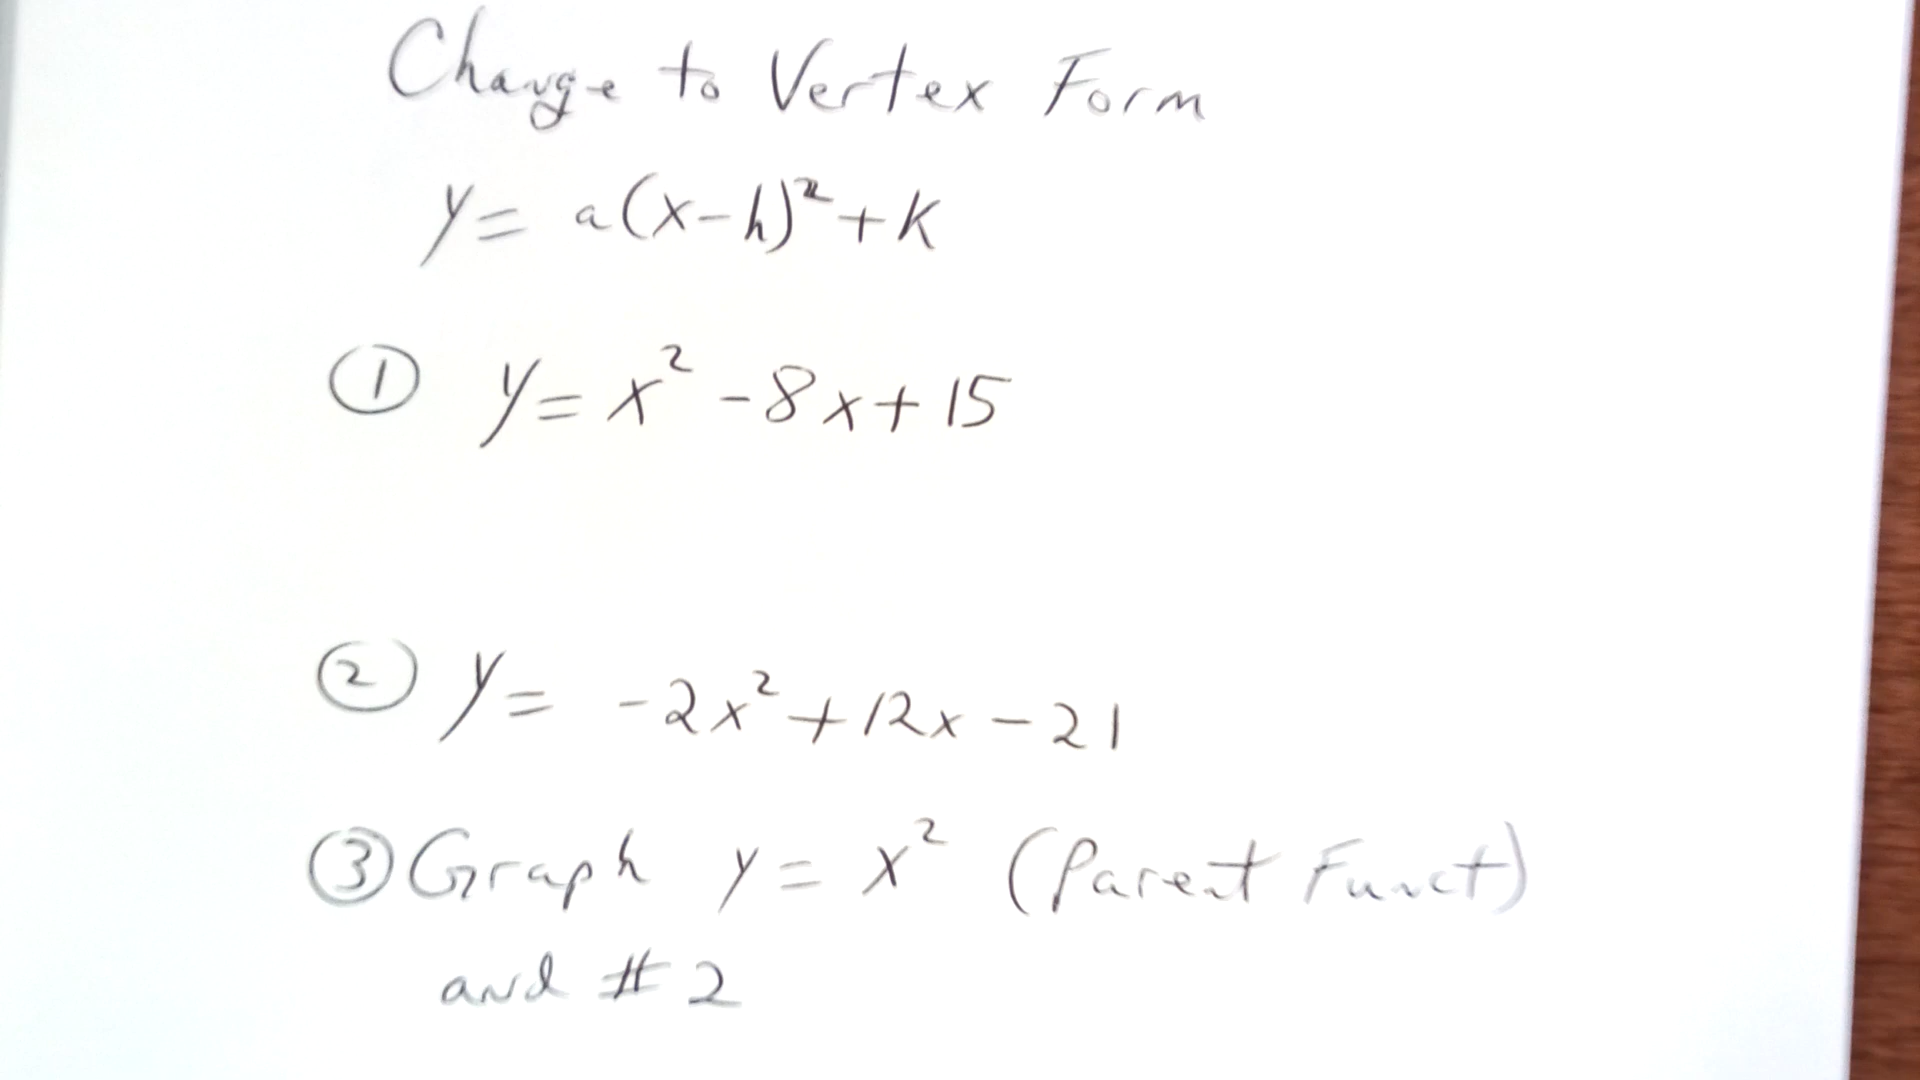 Change to Vertex Form
y = a(x-h)²+k
① y = x² - 8x + 15
② y = -2x² + 12x - 21
③ Graph y = x² (Parent Funct)
and # 2